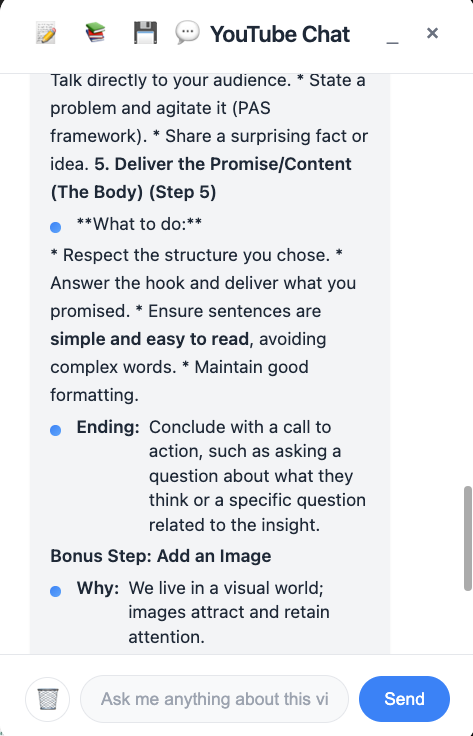 YouTube Chat _ ×
Talk directly to your audience. * State a
problem and agitate it (PAS
framework). * Share a surprising fact or
idea. 5. Deliver the Promise/Content
(The Body) (Step 5)
**What to do:**
* Respect the structure you chose. *
Answer the hook and deliver what you
promised. * Ensure sentences are
simple and easy to read, avoiding
complex words. * Maintain good
formatting.
Ending: Conclude with a call to
action, such as asking a
question about what they
think or a specific question
related to the insight.
Bonus Step: Add an Image
Why: We live in a visual world;
images attract and retain
attention.
Ask me anything about this vi
Send